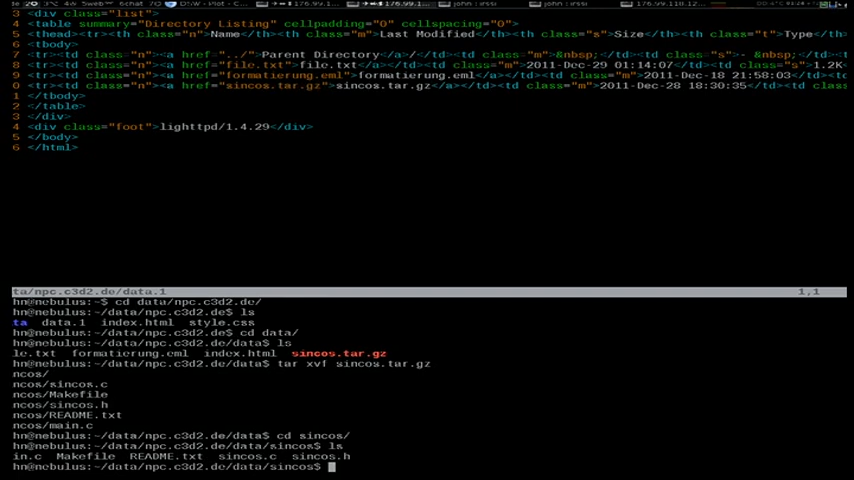 3 <div class="list">
4 <table summary="Directory Listing" cellpadding="0" cellspacing="0">
5 <thead><tr><th class="n">Name</th><th class="m">Last Modified</th><th class="s">Size</th><th class="t">Type</th>
6 <tbody>
7 <tr><td class="n"><a href="../">Parent Directory</a>/</td><td class="m">&nbsp;</td><td class="s">- &nbsp;</td><td
8 <tr><td class="n"><a href="file.txt">file.txt</a></td><td class="m">2011-Dec-29 01:14:07</td><td class="s">1.2K
9 <tr><td class="n"><a href="formatierung.eml">formatierung.eml</a></td><td class="m">2011-Dec-18 21:58:03</td><td
0 <tr><td class="n"><a href="sincos.tar.gz">sincos.tar.gz</a></td><td class="m">2011-Dec-28 18:30:35</td><td class
1 </tbody>
2 </table>
3 </div>
4 <div class="foot">lighttpd/1.4.29</div>
5 </body>
6 </html>
ta/npc.c3d2.de/data.1 1,1
hn@nebulus:~$ cd data/npc.c3d2.de/
hn@nebulus:~/data/npc.c3d2.de$ ls
ta data.1 index.html style.css
hn@nebulus:~/data/npc.c3d2.de$ cd data/
hn@nebulus:~/data/npc.c3d2.de/data$ ls
le.txt formatierung.eml index.html sincos.tar.gz
hn@nebulus:~/data/npc.c3d2.de/data$ tar xvf sincos.tar.gz
ncos/
ncos/sincos.c
ncos/Makefile
ncos/sincos.h
ncos/README.txt
ncos/main.c
hn@nebulus:~/data/npc.c3d2.de/data$ cd sincos/
hn@nebulus:~/data/npc.c3d2.de/data/sincos$ ls
in.c Makefile README.txt sincos.c sincos.h
hn@nebulus:~/data/npc.c3d2.de/data/sincos$